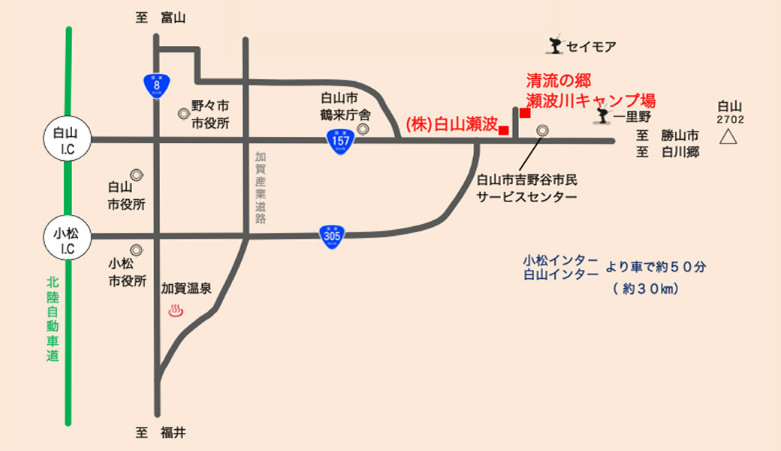 至　富山
セイモア
国道
8
清流の郷
瀬波川キャンプ場
野々市
市役所
白山市
鶴来庁舎
(株)白山瀬波
一里野
白山
2702
白山
I.C
国道
157
至　勝山市
至　白川郷
加賀産業道路
白山
市役所
白山市吉野谷市民
サービスセンター
小松
I.C
国道
305
小松
市役所
小松インター
白山インター
より車で約５０分
（約３０㎞）
加賀温泉
北陸自動車道
至　福井